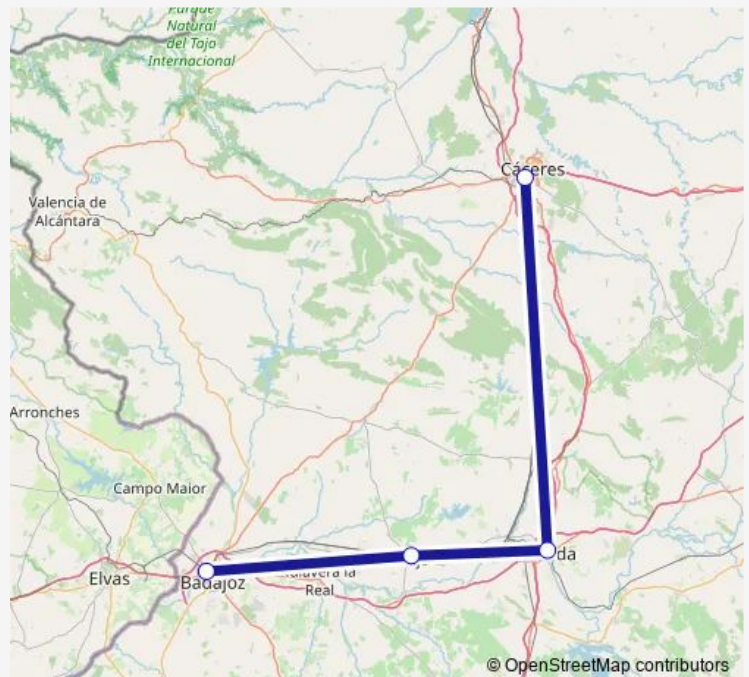 Parque
Natural
del Tajo
Internacional
Cáceres
Valencia de
Alcántara
Arronches
Campo Maior
Elvas
Badajoz
Real
© OpenStreetMap contributors